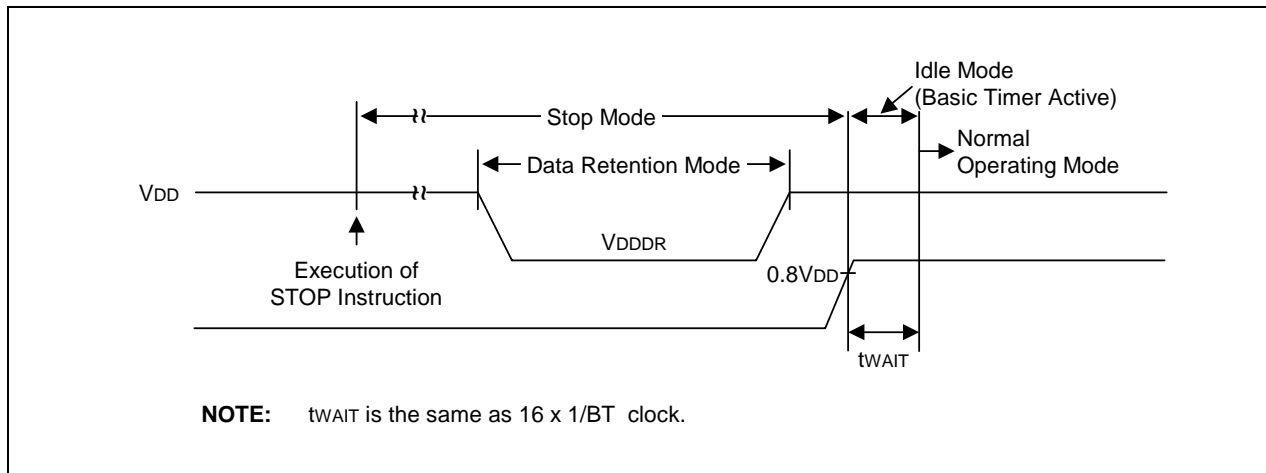 Idle Mode
(Basic Timer Active)
Stop Mode
Normal
Operating Mode
Data Retention Mode
VDD
VDDDR
Execution of
STOP Instruction
0.8VDD
tWAIT
NOTE: tWAIT is the same as 16 x 1/BT clock.